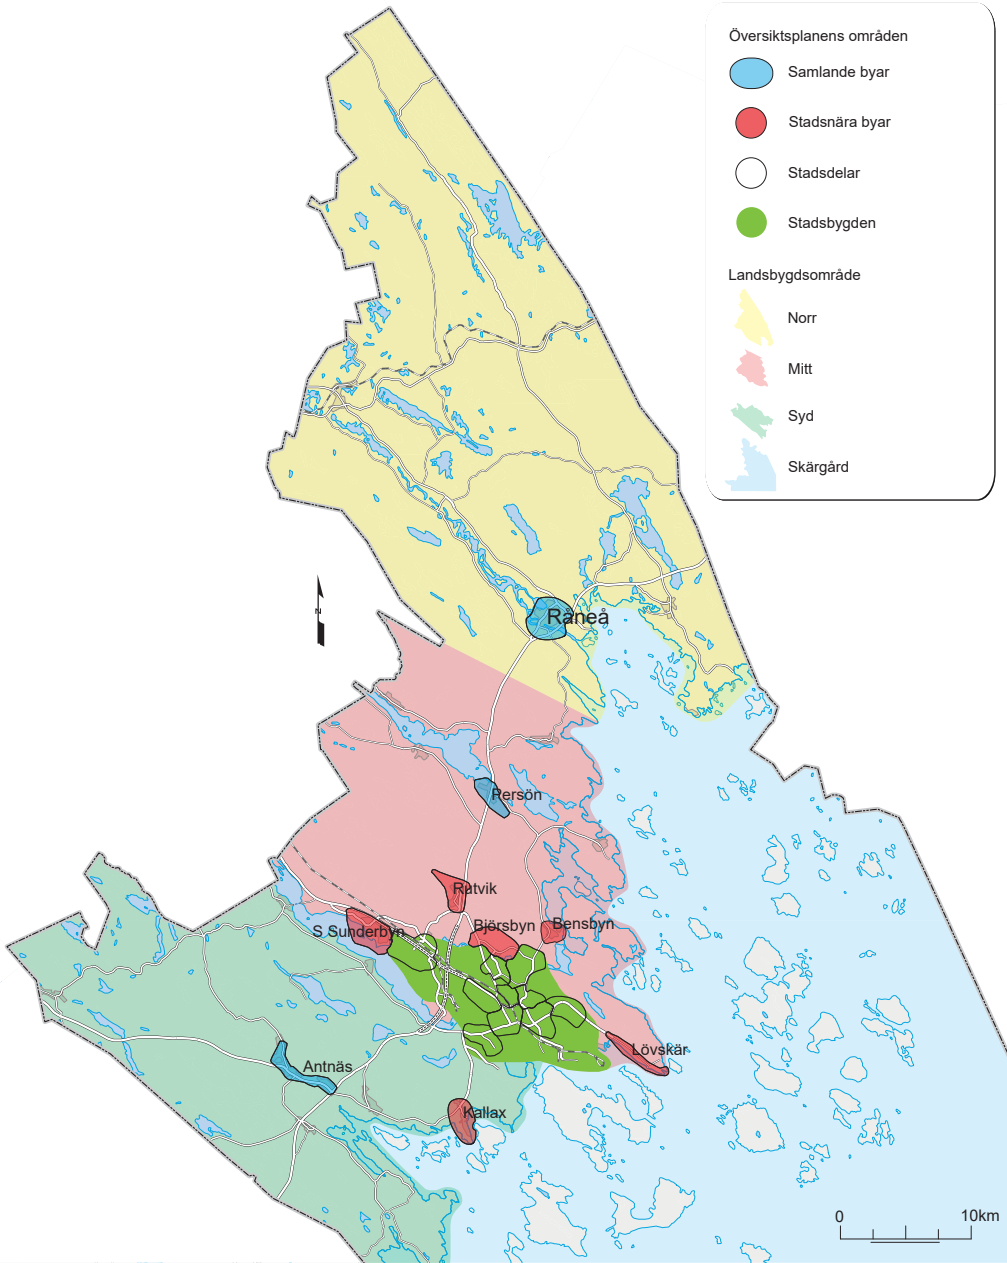 Översiktsplanens områden
Samlande byar
Stadsnära byar
Stadsdelar
Stadsbygden
Landsbygdsområde
Norr
Mitt
Syd
Skärgård
z
Råneå
Persön
Rutvik
S Sunderbyn
Björsbyn
Bensbyn
Lövskär
Antnäs
Kallax
0
10km